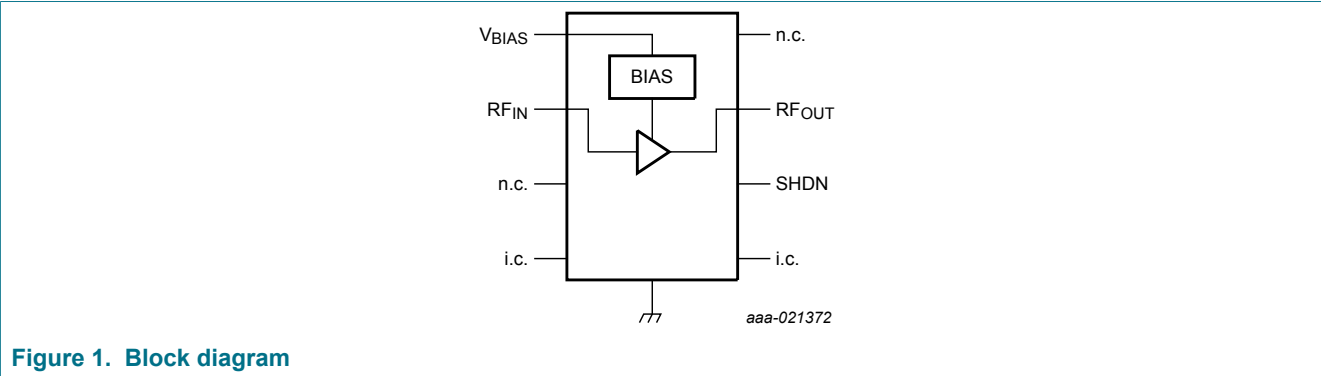 VBIAS
n.c.
BIAS
RFIN
RFOUT
n.c.
SHDN
i.c.
i.c.
aaa-021372
Figure 1. Block diagram